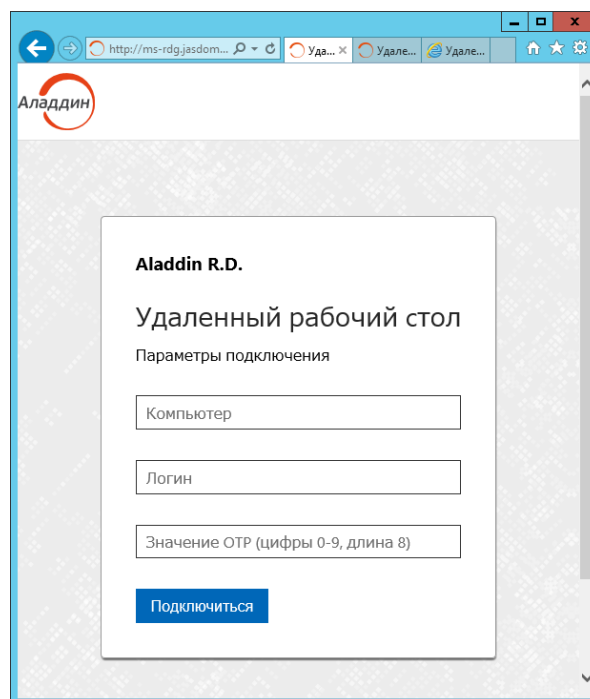 http://ms-rdg.jasdom...
Уда...
Удале...
Удале...
Аладдин
Aladdin R.D.
Удаленный рабочий стол
Параметры подключения
Компьютер
Логин
Значение OTP (цифры 0-9, длина 8)
Подключиться